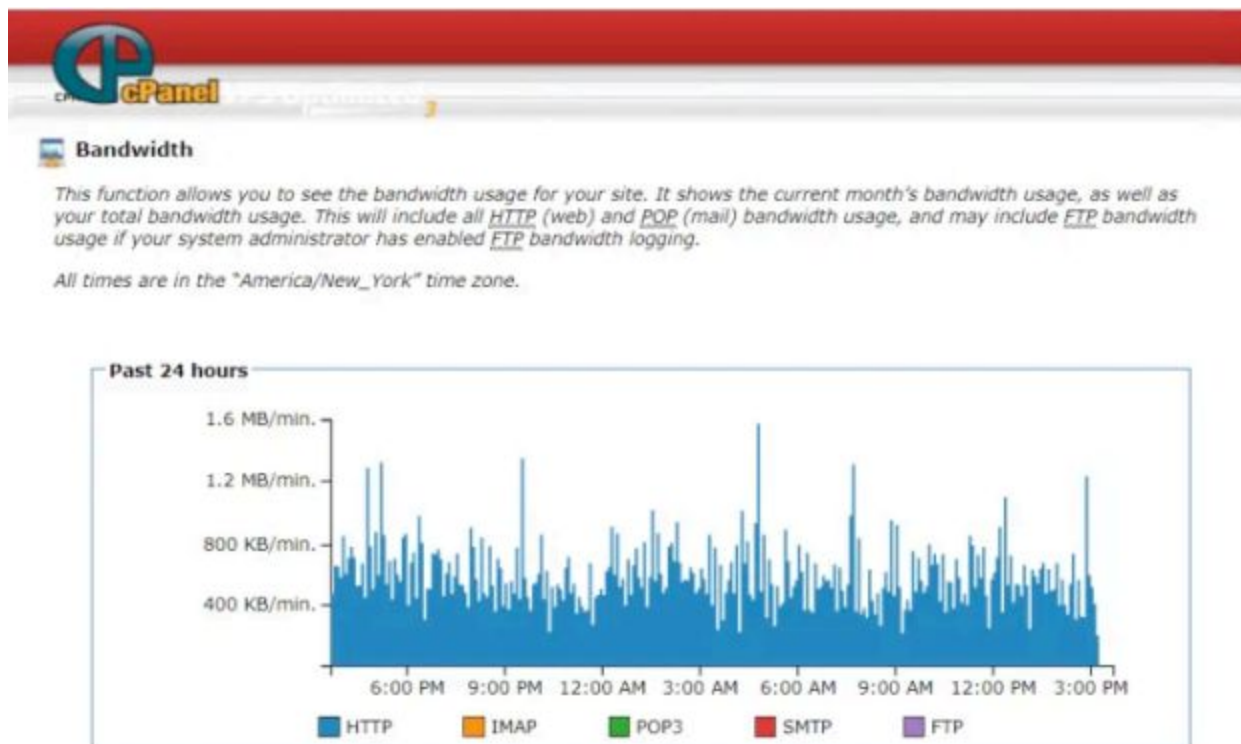 cPanel
3
Bandwidth
This function allows you to see the bandwidth usage for your site. It shows the current month's bandwidth usage, as well as
your total bandwidth usage. This will include all HTTP (web) and POP (mail) bandwidth usage, and may include FTP bandwidth
usage if your system administrator has enabled FTP bandwidth logging.
All times are in the "America/New_York" time zone.
Past 24 hours
1.6 MB/min.
1.2 MB/min.
800 KB/min.
400 KB/min.
6:00 PM 9:00 PM 12:00 AM 3:00 AM 6:00 AM 9:00 AM 12:00 PM 3:00 PM
HTTP IMAP POP3 SMTP FTP